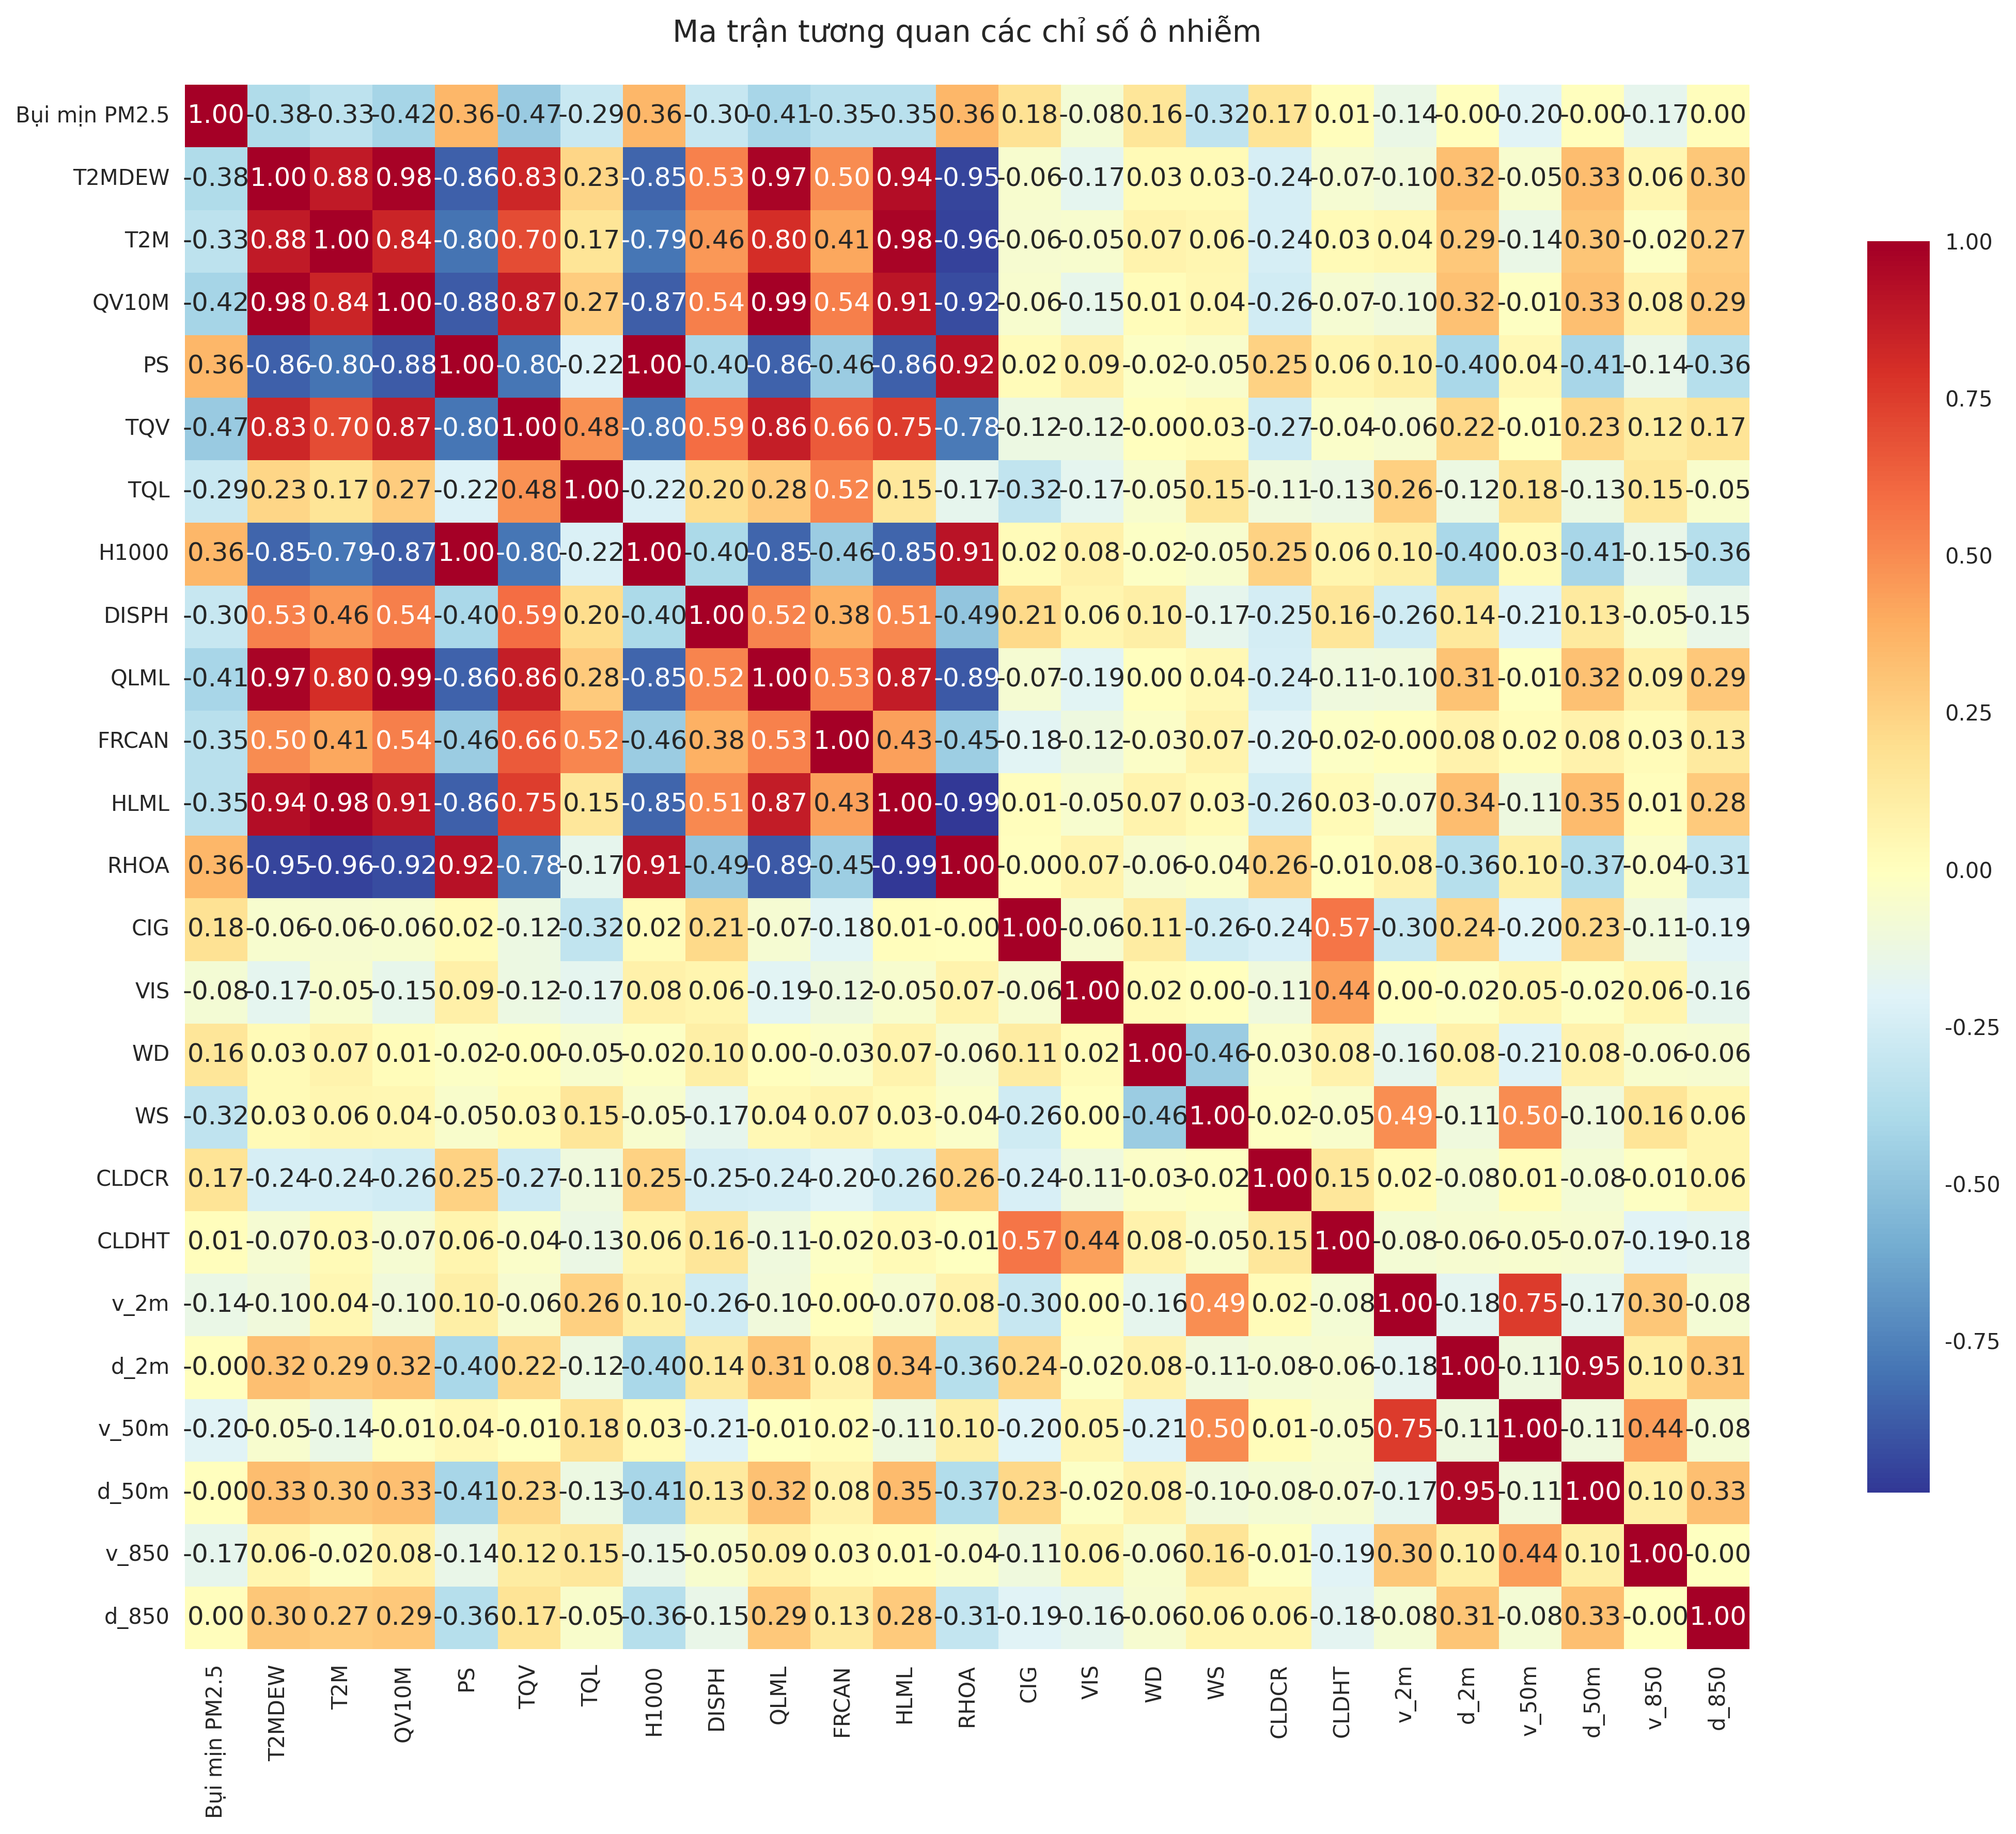 Ma trận tương quan các chỉ số ô nhiễm
Bụi mịn PM2.5 1.00 -0.38 -0.33 -0.42 0.36 -0.47 -0.29 0.36 -0.30 -0.41 -0.35 -0.35 0.36 0.18 -0.08 0.16 -0.32 0.17 0.01 -0.14 -0.00 -0.20 -0.00 -0.17 0.00
T2MDEW -0.38 1.00 0.88 0.98 -0.86 0.83 0.23 -0.85 0.53 0.97 0.50 0.94 -0.95 -0.06 -0.17 0.03 0.03 -0.24 -0.07 -0.10 0.32 -0.05 0.33 0.06 0.30
T2M -0.33 0.88 1.00 0.84 -0.80 0.70 0.17 -0.79 0.46 0.80 0.41 0.98 -0.96 -0.06 -0.05 0.07 0.06 -0.24 0.03 0.04 0.29 -0.14 0.30 -0.02 0.27
QV10M -0.42 0.98 0.84 1.00 -0.88 0.87 0.27 -0.87 0.54 0.99 0.54 0.91 -0.92 -0.06 -0.15 0.01 0.04 -0.26 -0.07 -0.10 0.32 -0.01 0.33 0.08 0.29
PS 0.36 -0.86 -0.80 -0.88 1.00 -0.80 -0.22 1.00 -0.40 -0.86 -0.46 -0.86 0.92 0.02 0.09 -0.02 -0.05 0.25 0.06 0.10 -0.40 0.04 -0.41 -0.14 -0.36
TQV -0.47 0.83 0.70 0.87 -0.80 1.00 0.48 -0.80 0.59 0.86 0.66 0.75 -0.78 -0.12 -0.12 -0.00 0.03 -0.27 -0.04 -0.06 0.22 -0.01 0.23 0.12 0.17
TQL -0.29 0.23 0.17 0.27 -0.22 0.48 1.00 -0.22 0.20 0.28 0.52 0.15 -0.17 -0.32 -0.17 -0.05 0.15 -0.11 -0.13 0.26 -0.12 0.18 -0.13 0.15 -0.05
H1000 0.36 -0.85 -0.79 -0.87 1.00 -0.80 -0.22 1.00 -0.40 -0.85 -0.46 -0.85 0.91 0.02 0.08 -0.02 -0.05 0.25 0.06 0.10 -0.40 0.03 -0.41 -0.15 -0.36
DISPH -0.30 0.53 0.46 0.54 -0.40 0.59 0.20 -0.40 1.00 0.52 0.38 0.51 -0.49 0.21 0.06 0.10 -0.17 -0.25 0.16 -0.26 0.14 -0.21 0.13 -0.05 -0.15
QLML -0.41 0.97 0.80 0.99 -0.86 0.86 0.28 -0.85 0.52 1.00 0.53 0.87 -0.89 -0.07 -0.19 0.00 0.04 -0.24 -0.11 -0.10 0.31 -0.01 0.32 0.09 0.29
FRCAN -0.35 0.50 0.41 0.54 -0.46 0.66 0.52 -0.46 0.38 0.53 1.00 0.43 -0.45 -0.18 -0.12 -0.03 0.07 -0.20 -0.02 -0.00 0.08 0.02 0.08 0.03 0.13
HLML -0.35 0.94 0.98 0.91 -0.86 0.75 0.15 -0.85 0.51 0.87 0.43 1.00 -0.99 0.01 -0.05 0.07 0.03 -0.26 0.03 -0.07 0.34 -0.11 0.35 0.01 0.28
RHOA 0.36 -0.95 -0.96 -0.92 0.92 -0.78 -0.17 0.91 -0.49 -0.89 -0.45 -0.99 1.00 -0.00 0.07 -0.06 -0.04 0.26 -0.01 0.08 -0.36 0.10 -0.37 -0.04 -0.31
CIG 0.18 -0.06 -0.06 -0.06 0.02 -0.12 -0.32 0.02 0.21 -0.07 -0.18 0.01 -0.00 1.00 -0.06 0.11 -0.26 -0.24 0.57 -0.30 0.24 -0.20 0.23 -0.11 -0.19
VIS -0.08 -0.17 -0.05 -0.15 0.09 -0.12 -0.17 0.08 0.06 -0.19 -0.12 -0.05 0.07 -0.06 1.00 0.02 0.00 -0.11 0.44 0.00 -0.02 0.05 -0.02 0.06 -0.16
WD 0.16 0.03 0.07 0.01 -0.02 -0.00 -0.05 -0.02 0.10 0.00 -0.03 0.07 -0.06 0.11 0.02 1.00 -0.46 -0.03 0.08 -0.16 0.08 -0.21 0.08 -0.06 -0.06
WS -0.32 0.03 0.06 0.04 -0.05 0.03 0.15 -0.05 -0.17 0.04 0.07 0.03 -0.04 -0.26 0.00 -0.46 1.00 -0.02 -0.05 0.49 -0.11 0.50 -0.10 0.16 0.06
CLDCR 0.17 -0.24 -0.24 -0.26 0.25 -0.27 -0.11 0.25 -0.25 -0.24 -0.20 -0.26 0.26 -0.24 -0.11 -0.03 -0.02 1.00 0.15 0.02 -0.08 0.01 -0.08 -0.01 0.06
CLDHT 0.01 -0.07 0.03 -0.07 0.06 -0.04 -0.13 0.06 0.16 -0.11 -0.02 0.03 -0.01 0.57 0.44 0.08 -0.05 0.15 1.00 -0.08 -0.06 -0.05 -0.07 -0.19 -0.18
v_2m -0.14 -0.10 0.04 -0.10 0.10 -0.06 0.26 0.10 -0.26 -0.10 -0.00 -0.07 0.08 -0.30 0.00 -0.16 0.49 0.02 -0.08 1.00 -0.18 0.75 -0.17 0.30 -0.08
d_2m -0.00 0.32 0.29 0.32 -0.40 0.22 -0.12 -0.40 0.14 0.31 0.08 0.34 -0.36 0.24 -0.02 0.08 -0.11 -0.08 -0.06 -0.18 1.00 -0.11 0.95 0.10 0.31
v_50m -0.20 -0.05 -0.14 -0.01 0.04 -0.01 0.18 0.03 -0.21 -0.01 0.02 -0.11 0.10 -0.20 0.05 -0.21 0.50 0.01 -0.05 0.75 -0.11 1.00 -0.11 0.44 -0.08
d_50m -0.00 0.33 0.30 0.33 -0.41 0.23 -0.13 -0.41 0.13 0.32 0.08 0.35 -0.37 0.23 -0.02 0.08 -0.10 -0.08 -0.07 -0.17 0.95 -0.11 1.00 0.10 0.33
v_850 -0.17 0.06 -0.02 0.08 -0.14 0.12 0.15 -0.15 -0.05 0.09 0.03 0.01 -0.04 -0.11 0.06 -0.06 0.16 -0.01 -0.19 0.30 0.10 0.44 0.10 1.00 -0.00
d_850 0.00 0.30 0.27 0.29 -0.36 0.17 -0.05 -0.36 -0.15 0.29 0.13 0.28 -0.31 -0.19 -0.16 -0.06 0.06 0.06 -0.18 -0.08 0.31 -0.08 0.33 -0.00 1.00
Bụi mịn PM2.5 T2MDEW T2M QV10M PS TQV TQL H1000 DISPH QLML FRCAN HLML RHOA CIG VIS WD WS CLDCR CLDHT v_2m d_2m v_50m d_50m v_850 d_850
1.00
0.75
0.50
0.25
0.00
-0.25
-0.50
-0.75